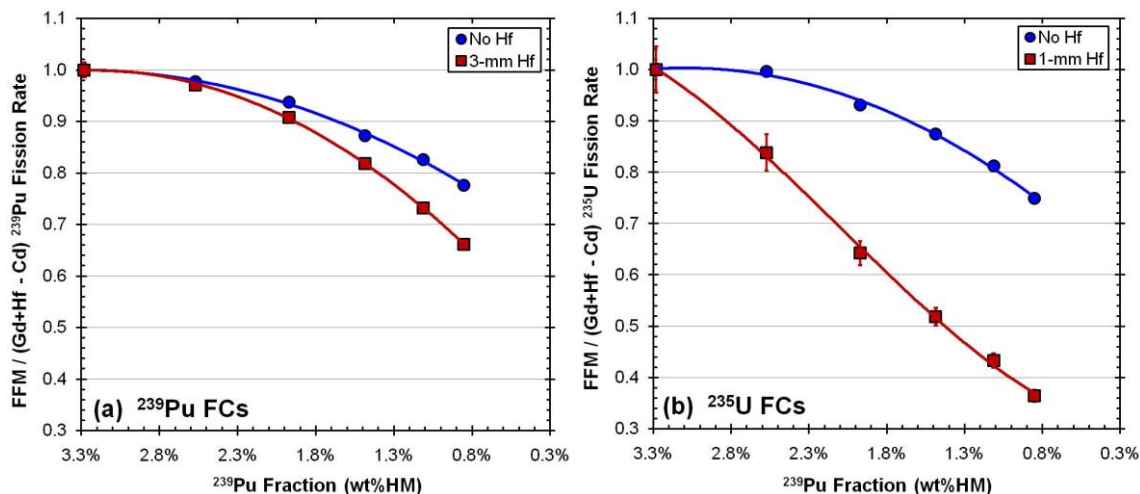 1.1
1.0
0.9
0.8
0.7
0.6
0.5
0.4
0.3
FFM / (Gd+Hf - Cd) ²³⁹Pu Fission Rate
No Hf
3-mm Hf
(a) ²³⁹Pu FCs
3.3% 2.8% 2.3% 1.8% 1.3% 0.8% 0.3%
²³⁹Pu Fraction (wt%HM)
1.1
1.0
0.9
0.8
0.7
0.6
0.5
0.4
0.3
FFM / (Gd+Hf - Cd) ²³⁵U Fission Rate
No Hf
1-mm Hf
(b) ²³⁵U FCs
3.3% 2.8% 2.3% 1.8% 1.3% 0.8% 0.3%
²³⁹Pu Fraction (wt%HM)